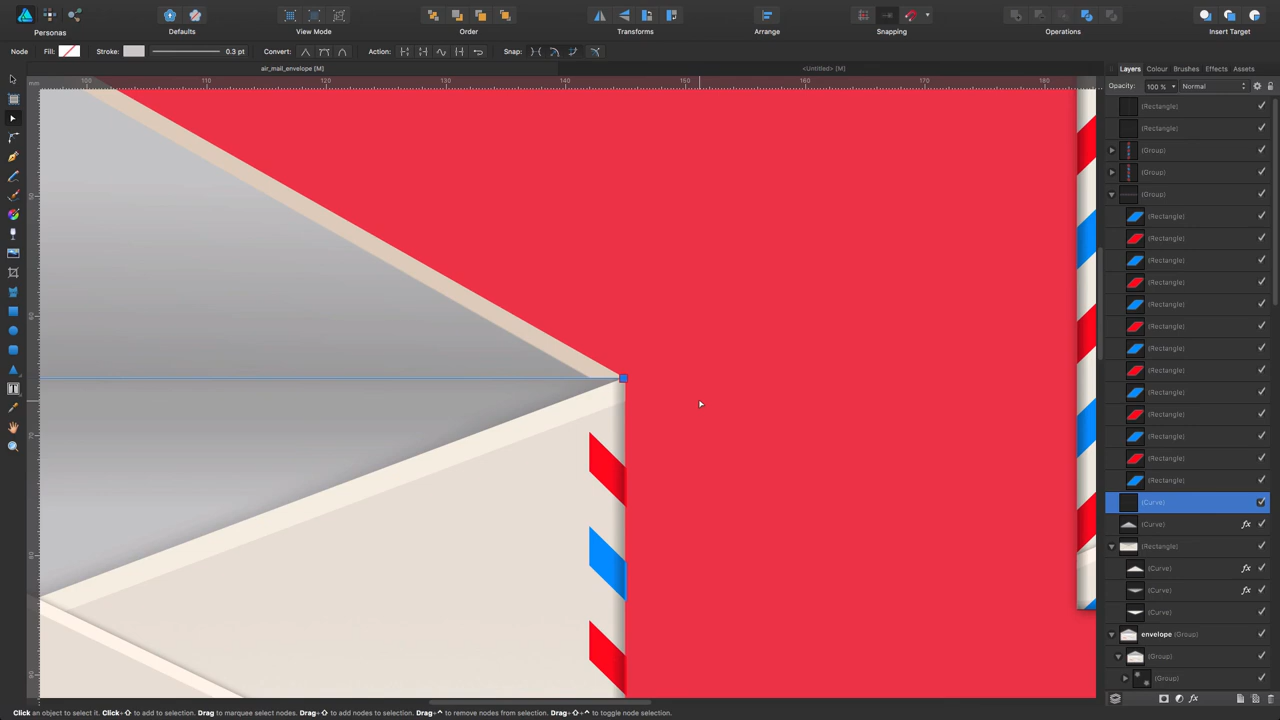 Personas
Defaults
View Mode
Order
Transforms
Arrange
Snapping
Operations
Insert Target
Node
Fill:
Stroke:
0.3 pt
Convert:
Action:
Snap:
air_mail_envelope [M]
<Untitled> [M]
Layers
Colour
Brushes
Effects
Assets
mm
100
110
120
130
140
150
160
170
180
Opacity:
100 %
Normal
(Rectangle)
(Rectangle)
(Group)
(Group)
(Group)
(Rectangle)
(Rectangle)
(Rectangle)
(Rectangle)
(Rectangle)
(Rectangle)
(Rectangle)
(Rectangle)
(Rectangle)
(Rectangle)
(Rectangle)
(Rectangle)
(Rectangle)
(Curve)
(Curve)
fx
(Rectangle)
(Curve)
fx
(Curve)
fx
(Curve)
envelope (Group)
(Group)
(Group)
fx
Click an object to select it. Click+⇧ to add to selection. Drag to marquee select nodes. Drag+⇧ to add nodes to selection. Drag+^ to remove nodes from selection. Drag+⇧+^ to toggle node selection.